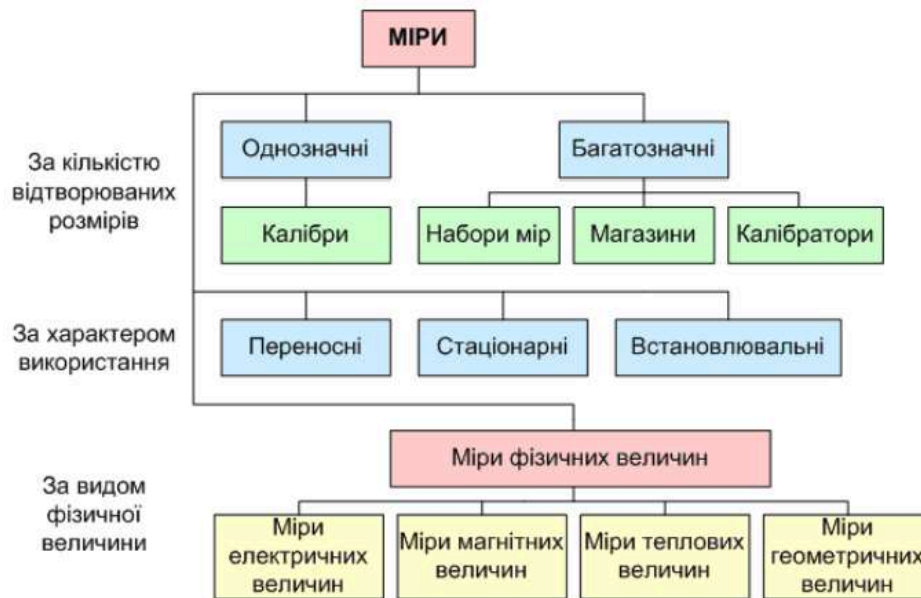 МІРИ
За кількістю
відтворюваних
розмірів
Однозначні
Багатозначні
Калібри
Набори мір
Магазини
Калібратори
За характером
використання
Переносні
Стаціонарні
Встановлювальні
Міри фізичних величин
За видом
фізичної
величини
Міри
електричних
величин
Міри магнітних
величин
Міри теплових
величин
Міри
геометричних
величин